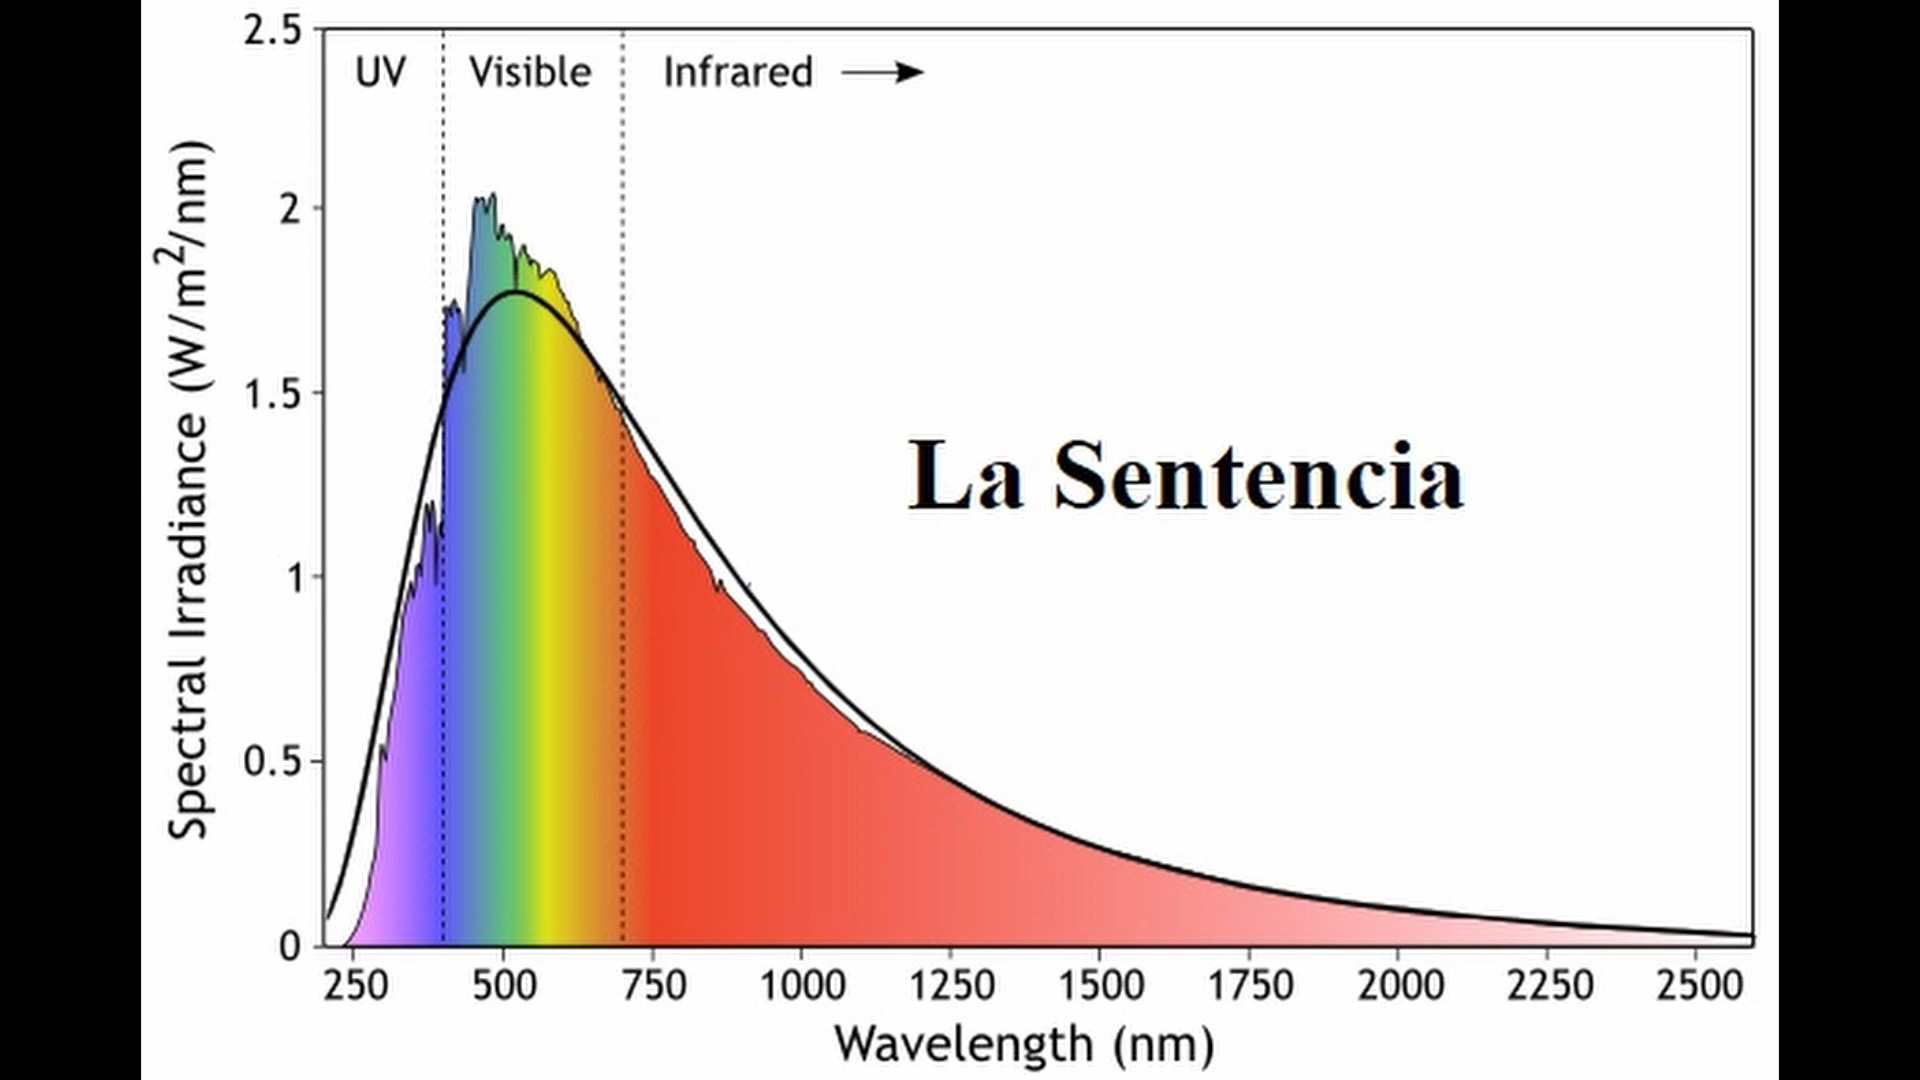 2.5
UV Visible Infrared
2
1.5
1
0.5
0
Spectral Irradiance (W/m²/nm)
La Sentencia
250 500 750 1000 1250 1500 1750 2000 2250 2500
Wavelength (nm)